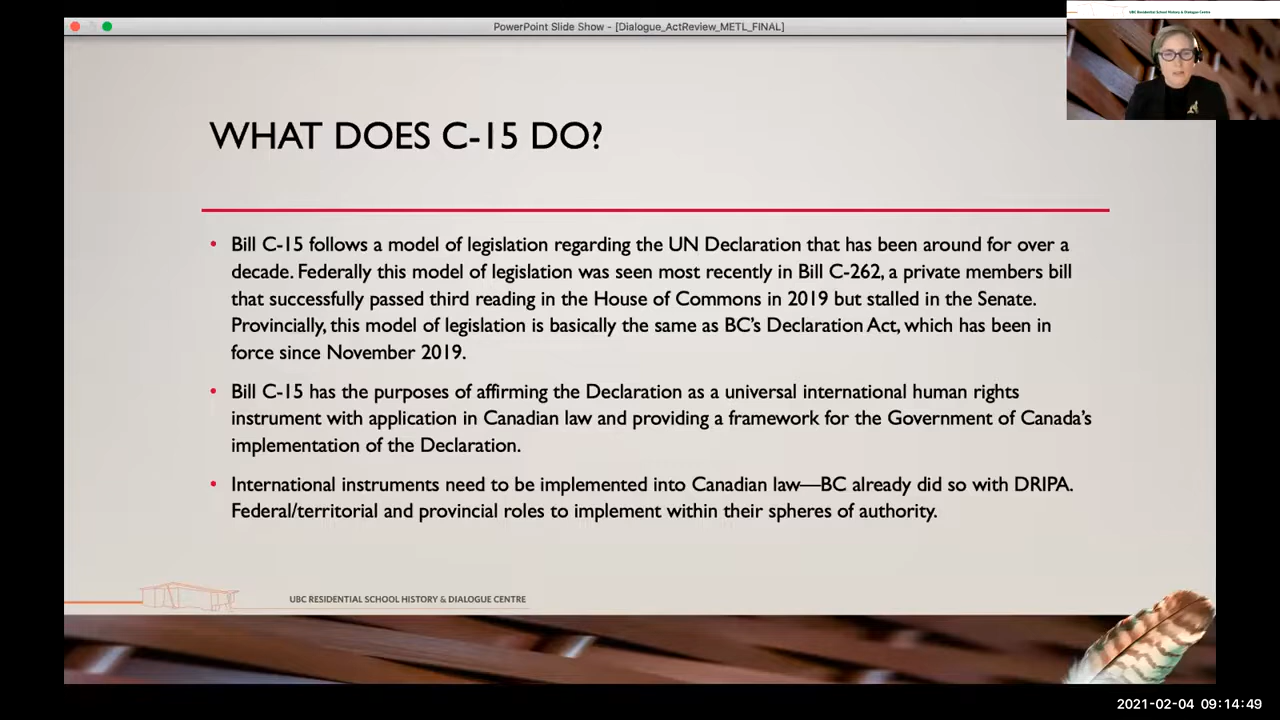 PowerPoint Slide Show - [Dialogue_ActReview_METL_FINAL]
UBC Residential School History & Dialogue Centre
WHAT DOES C-15 DO?
• Bill C-15 follows a model of legislation regarding the UN Declaration that has been around for over a
decade. Federally this model of legislation was seen most recently in Bill C-262, a private members bill
that successfully passed third reading in the House of Commons in 2019 but stalled in the Senate.
Provincially, this model of legislation is basically the same as BC’s Declaration Act, which has been in
force since November 2019.
• Bill C-15 has the purposes of affirming the Declaration as a universal international human rights
instrument with application in Canadian law and providing a framework for the Government of Canada’s
implementation of the Declaration.
• International instruments need to be implemented into Canadian law—BC already did so with DRIPA.
Federal/territorial and provincial roles to implement within their spheres of authority.
UBC RESIDENTIAL SCHOOL HISTORY & DIALOGUE CENTRE
2021-02-04 09:14:49